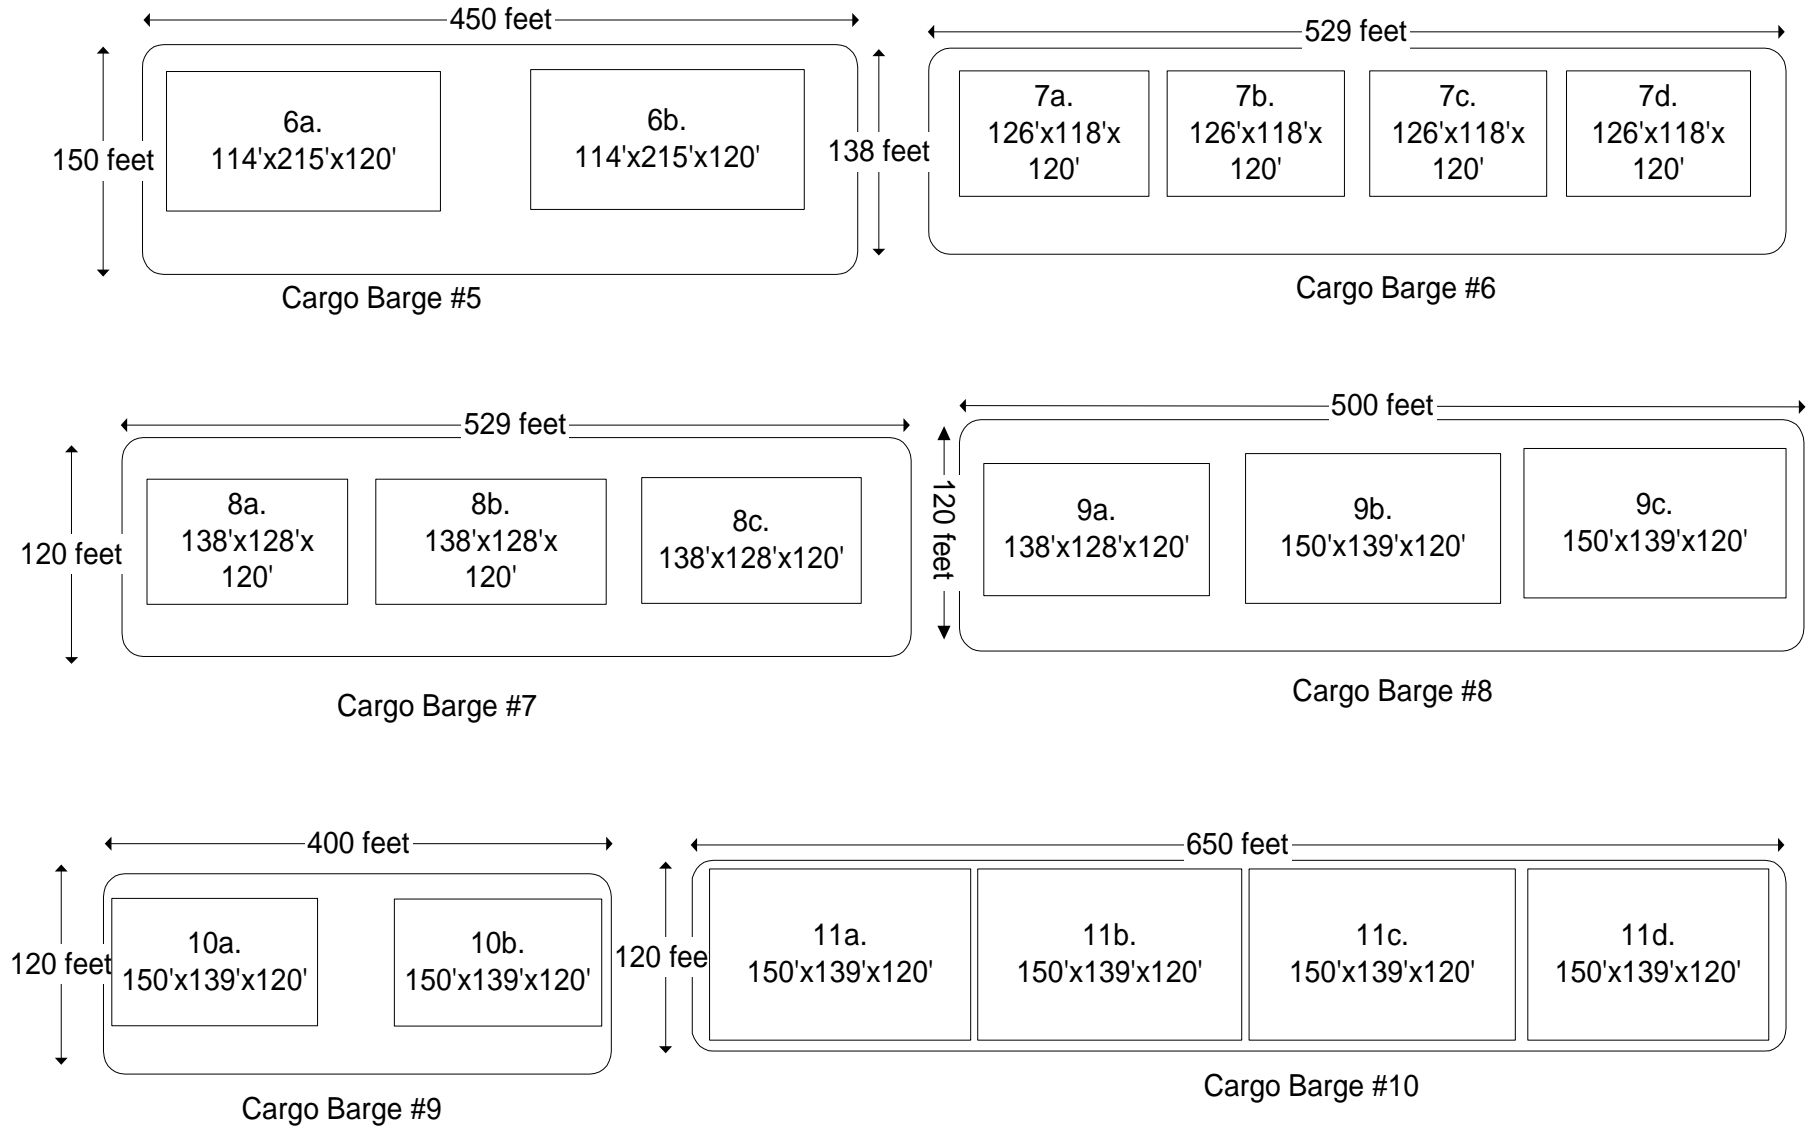 450 feet
150 feet
6a.
114'x215'x120'
6b.
114'x215'x120'
Cargo Barge #5
529 feet
138 feet
7a.
126'x118'x
120'
7b.
126'x118'x
120'
7c.
126'x118'x
120'
7d.
126'x118'x
120'
Cargo Barge #6
529 feet
120 feet
8a.
138'x128'x
120'
8b.
138'x128'x
120'
8c.
138'x128'x120'
Cargo Barge #7
500 feet
120 feet
9a.
138'x128'x120'
9b.
150'x139'x120'
9c.
150'x139'x120'
Cargo Barge #8
400 feet
120 feet
10a.
150'x139'x120'
10b.
150'x139'x120'
Cargo Barge #9
650 feet
120 fee
11a.
150'x139'x120'
11b.
150'x139'x120'
11c.
150'x139'x120'
11d.
150'x139'x120'
Cargo Barge #10